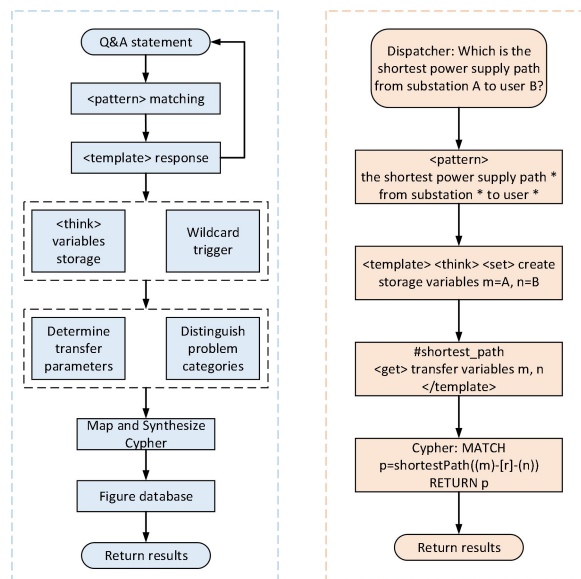 Q&A statement
<pattern> matching
<template> response
<think>
variables
storage
Wildcard
trigger
Determine
transfer
parameters
Distinguish
problem
categories
Map and Synthesize
Cypher
Figure database
Return results
Dispatcher: Which is the
shortest power supply path
from substation A to user B?
<pattern>
the shortest power supply path *
from substation * to user *
<template> <think> <set> create
storage variables m=A, n=B
#shortest_path
<get> transfer variables m, n
</template>
Cypher: MATCH
p=shortestPath((m)-[r]-(n))
RETURN p
Return results